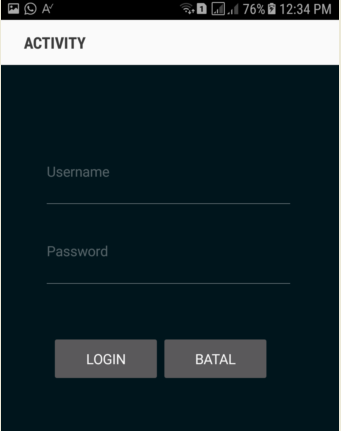 76% 12:34 PM
ACTIVITY
Username
Password
LOGIN BATAL